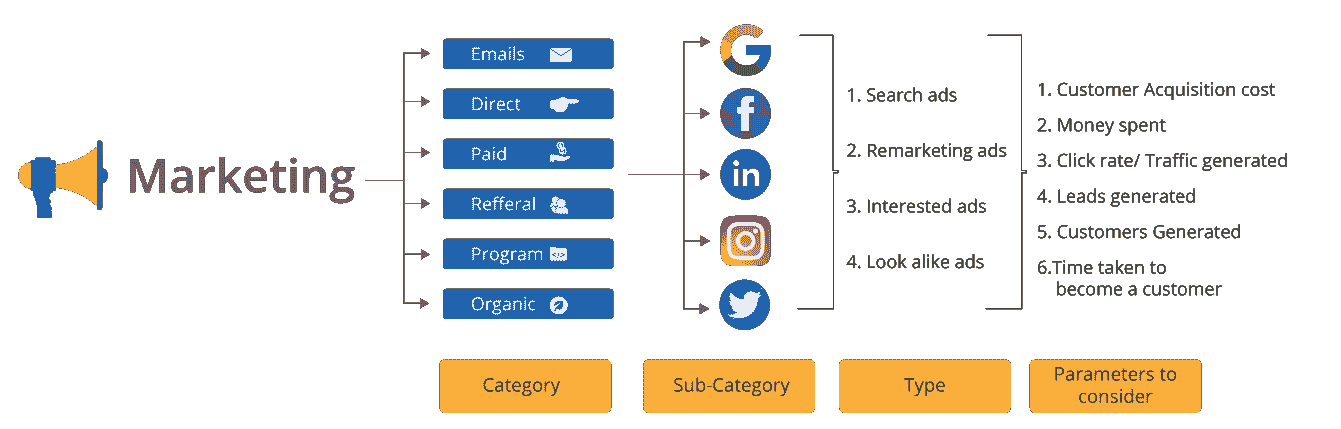 Marketing
Emails
Direct
Paid
Refferal
Program
Organic
in
1. Search ads
2. Remarketing ads
3. Interested ads
4. Look alike ads
1. Customer Acquisition cost
2. Money spent
3. Click rate/ Traffic generated
4. Leads generated
5. Customers Generated
6.Time taken to
become a customer
Category
Sub-Category
Type
Parameters to
consider